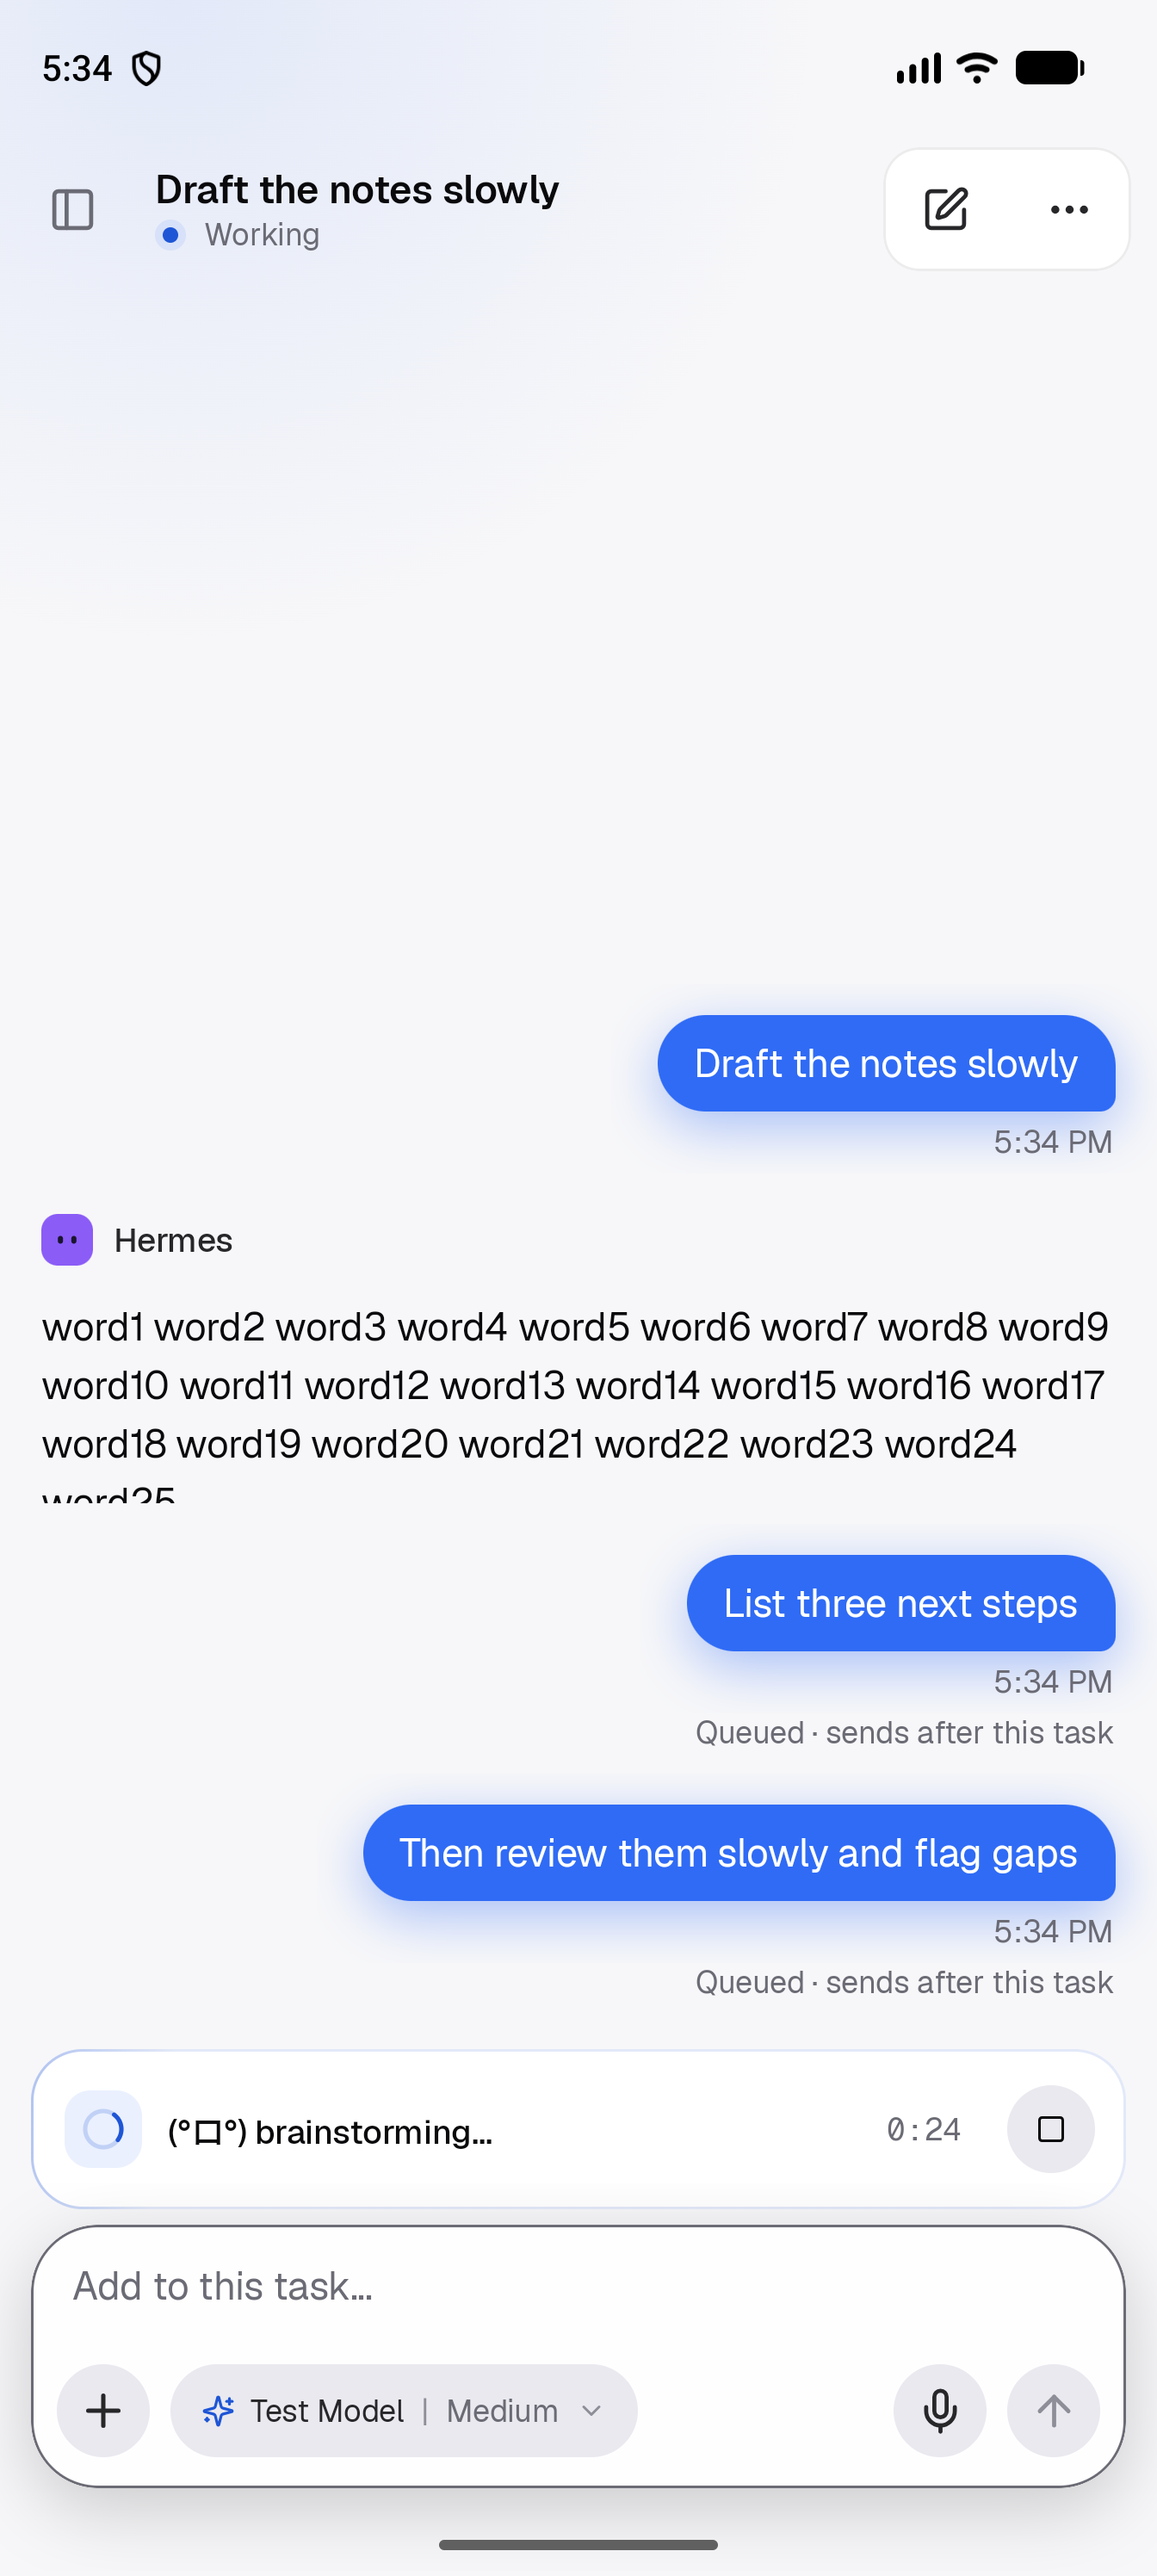 5:34
Draft the notes slowly
Working
Draft the notes slowly
5:34 PM
Hermes
word1 word2 word3 word4 word5 word6 word7 word8 word9
word10 word11 word12 word13 word14 word15 word16 word17
word18 word19 word20 word21 word22 word23 word24
word25
List three next steps
5:34 PM
Queued · sends after this task
Then review them slowly and flag gaps
5:34 PM
Queued · sends after this task
(°ロ°) brainstorming...
0:24
Add to this task...
Test Model | Medium